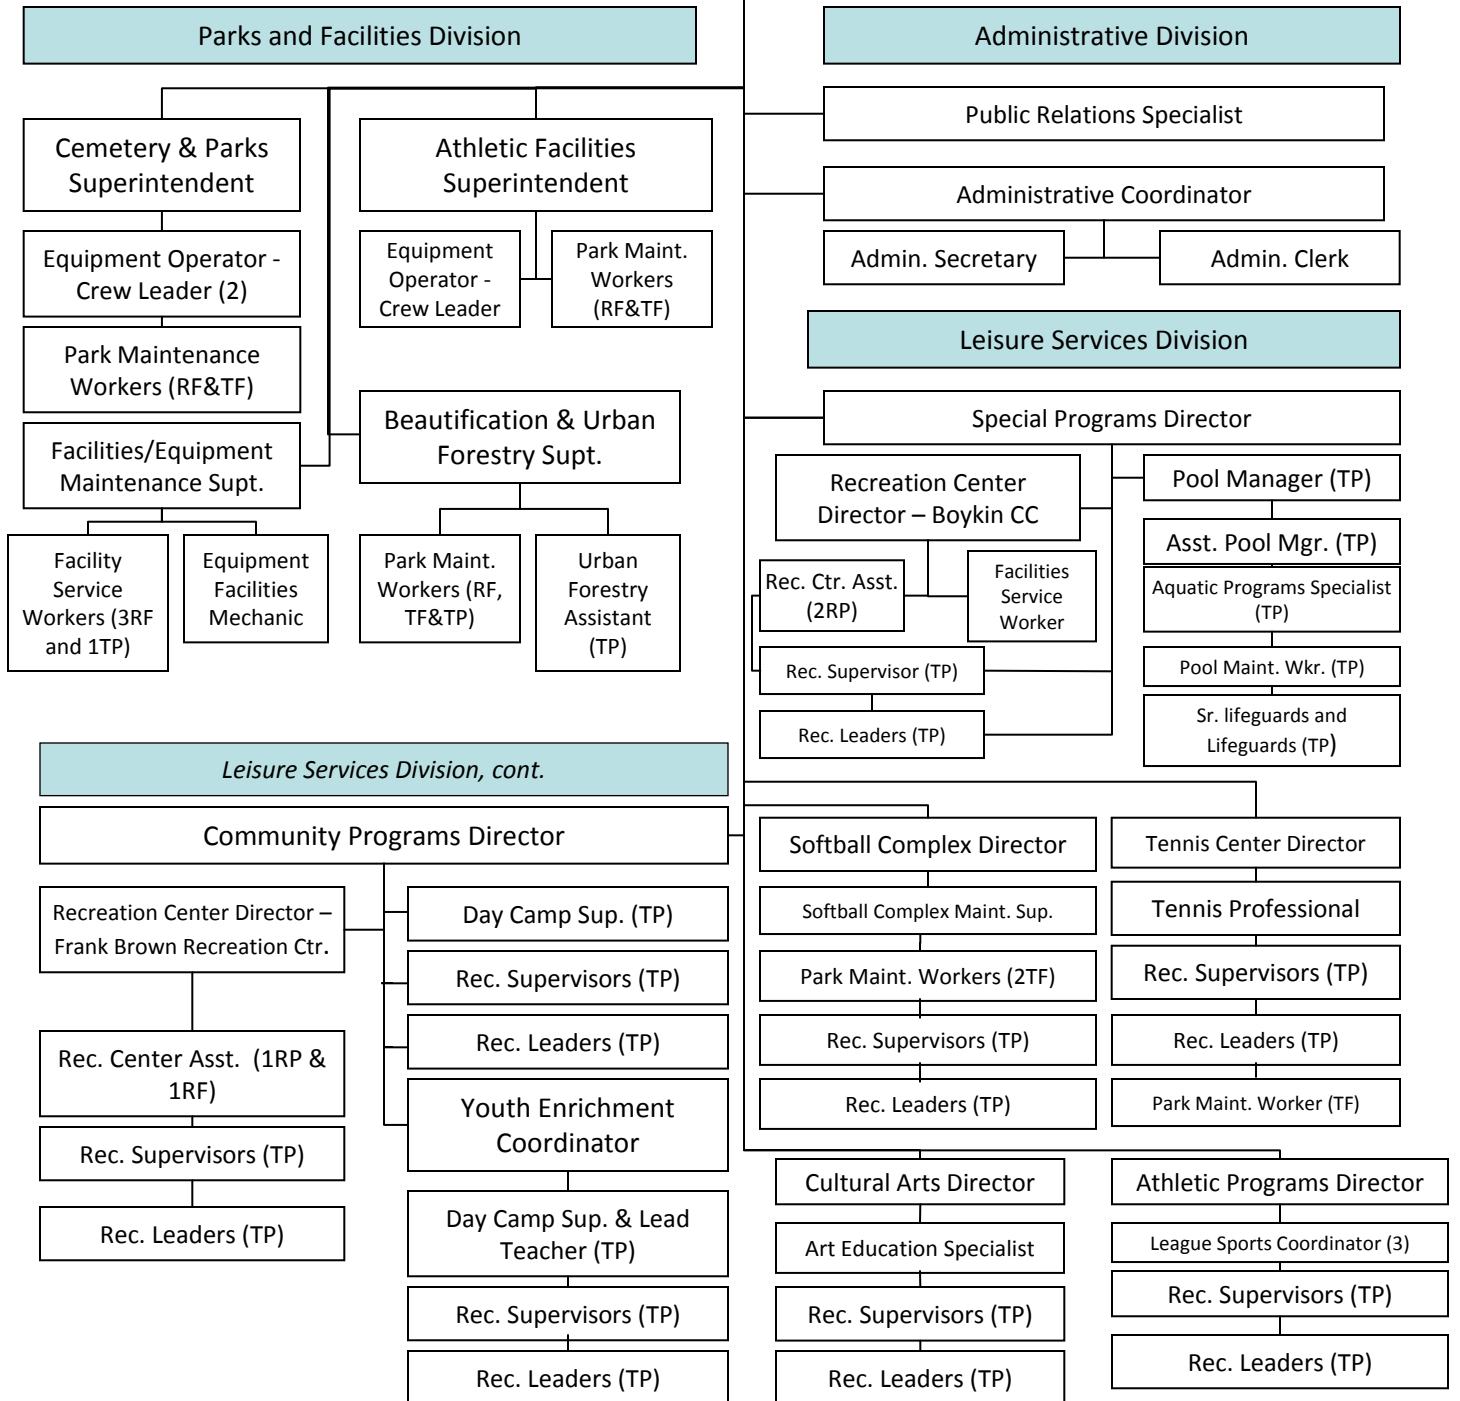 Parks and Facilities Division
Cemetery & Parks
Superintendent
Equipment Operator -
Crew Leader (2)
Park Maintenance
Workers (RF&TF)
Facilities/Equipment
Maintenance Supt.
Facility
Service
Workers (3RF
and 1TP)
Equipment
Facilities
Mechanic
Athletic Facilities
Superintendent
Equipment
Operator -
Crew Leader
Park Maint.
Workers
(RF&TF)
Beautification & Urban
Forestry Supt.
Park Maint.
Workers (RF,
TF&TP)
Urban
Forestry
Assistant
(TP)
Administrative Division
Public Relations Specialist
Administrative Coordinator
Admin. Secretary
Admin. Clerk
Leisure Services Division
Special Programs Director
Recreation Center
Director – Boykin CC
Rec. Ctr. Asst.
(2RP)
Facilities
Service
Worker
Rec. Supervisor (TP)
Rec. Leaders (TP)
Pool Manager (TP)
Asst. Pool Mgr. (TP)
Aquatic Programs Specialist
(TP)
Pool Maint. Wkr. (TP)
Sr. lifeguards and
Lifeguards (TP)
Leisure Services Division, cont.
Community Programs Director
Recreation Center Director –
Frank Brown Recreation Ctr.
Rec. Center Asst.  (1RP &
1RF)
Rec. Supervisors (TP)
Rec. Leaders (TP)
Day Camp Sup. (TP)
Rec. Supervisors (TP)
Rec. Leaders (TP)
Youth Enrichment
Coordinator
Day Camp Sup. & Lead
Teacher (TP)
Rec. Supervisors (TP)
Rec. Leaders (TP)
Softball Complex Director
Softball Complex Maint. Sup.
Park Maint. Workers (2TF)
Rec. Supervisors (TP)
Rec. Leaders (TP)
Tennis Center Director
Tennis Professional
Rec. Supervisors (TP)
Rec. Leaders (TP)
Park Maint. Worker (TF)
Cultural Arts Director
Art Education Specialist
Rec. Supervisors (TP)
Rec. Leaders (TP)
Athletic Programs Director
League Sports Coordinator (3)
Rec. Supervisors (TP)
Rec. Leaders (TP)